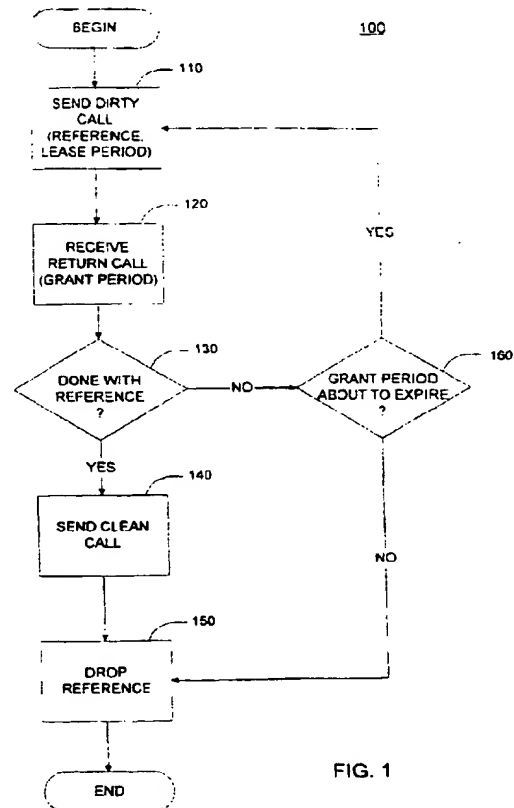 BEGIN
100
110
SEND DIRTY
CALL
(REFERENCE,
LEASE PERIOD)
120
RECEIVE
RETURN CALL
(GRANT PERIOD)
YES
130
DONE WITH
REFERENCE
?
NO
160
GRANT PERIOD
ABOUT TO EXPIRE
?
YES
140
SEND CLEAN
CALL
NO
150
DROP
REFERENCE
END
FIG. 1